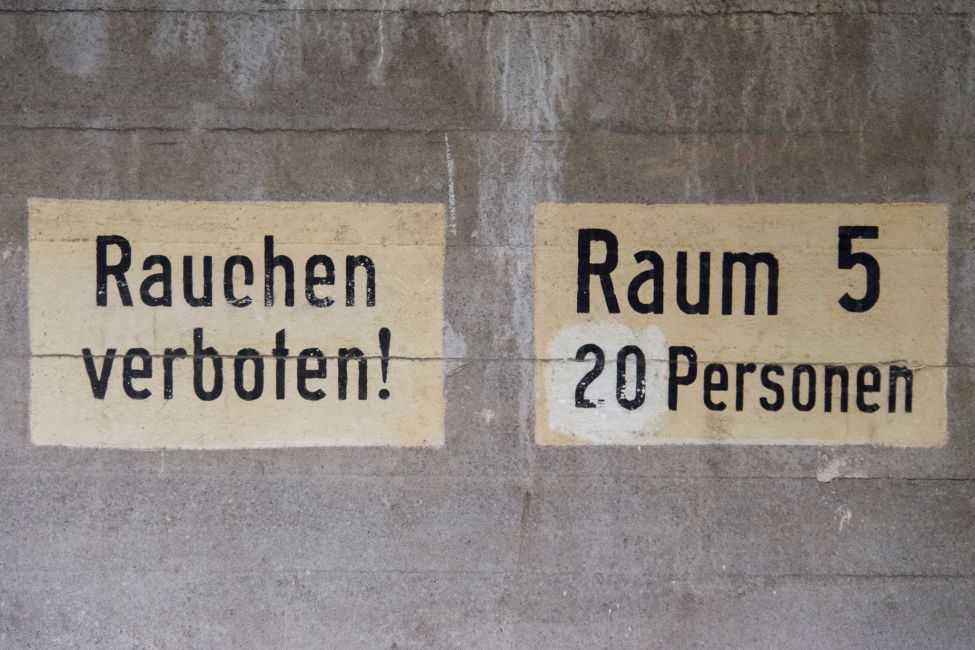 Rauchen
verboten!
Raum 5
20 Personen